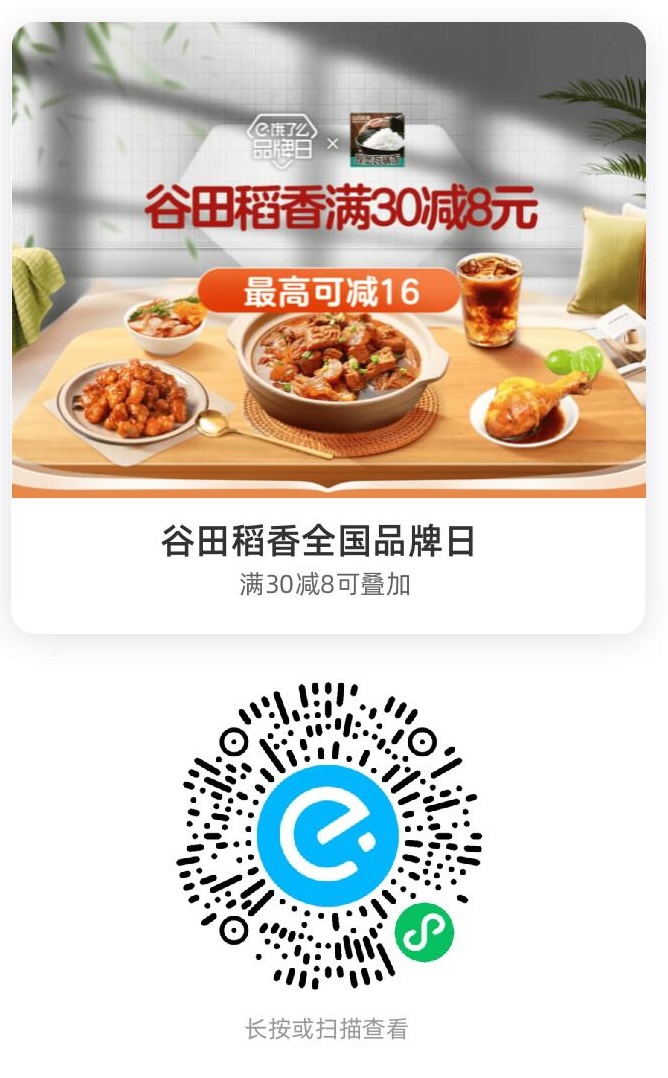 饿了么
品牌日
×
谷田稻香满30减8元
最高可减16
谷田稻香全国品牌日
满30减8可叠加
长按或扫描查看